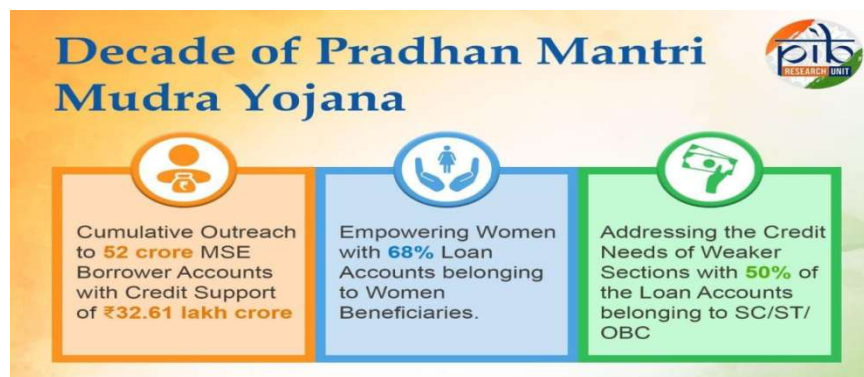 Decade of Pradhan Mantri
Mudra Yojana
pib
RESEARCH UNIT
Cumulative Outreach
to 52 crore MSE
Borrower Accounts
with Credit Support
of ₹32.61 lakh crore
Empowering Women
with 68% Loan
Accounts belonging
to Women
Beneficiaries.
Addressing the Credit
Needs of Weaker
Sections with 50% of
the Loan Accounts
belonging to SC/ST/
OBC